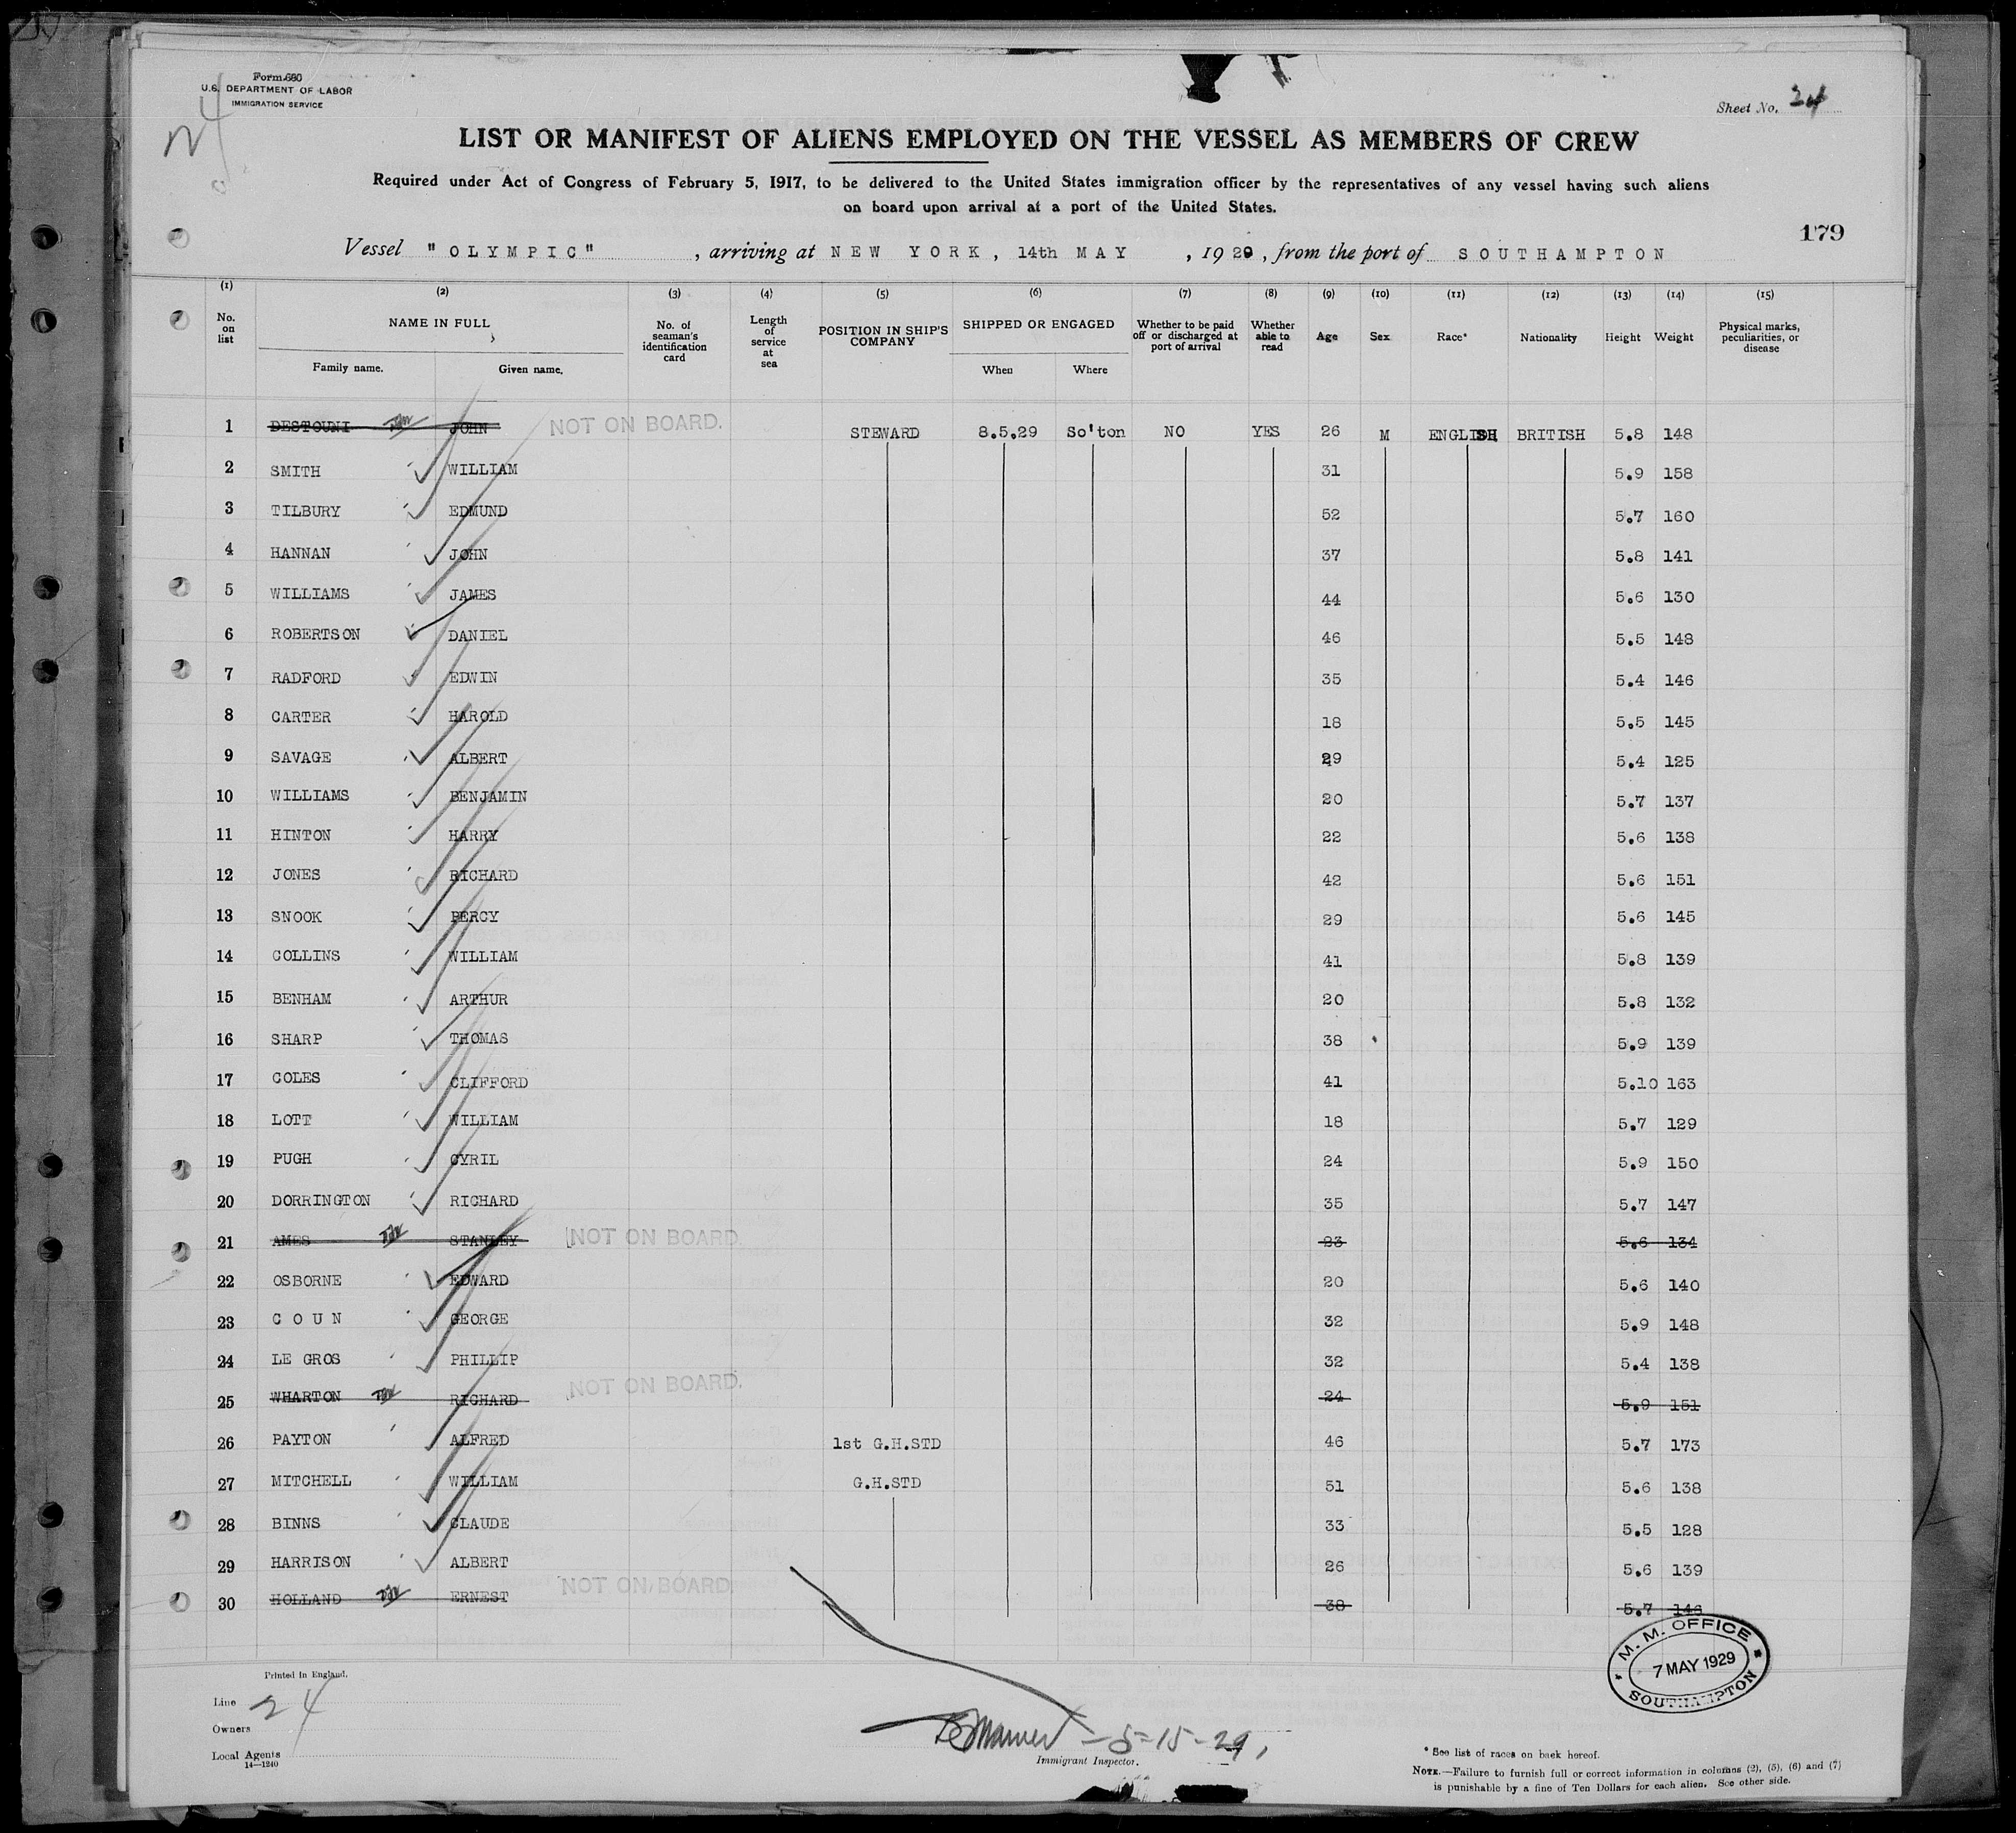 Form 680
U.S. DEPARTMENT OF LABOR
IMMIGRATION SERVICE
24
Sheet No. 24
LIST OR MANIFEST OF ALIENS EMPLOYED ON THE VESSEL AS MEMBERS OF CREW
Required under Act of Congress of February 5, 1917, to be delivered to the United States immigration officer by the representatives of any vessel having such aliens
on board upon arrival at a port of the United States.
179
Vessel "OLYMPIC", arriving at NEW YORK, 14th MAY, 1929, from the port of SOUTHAMPTON
(1) (2) (3) (4) (5) (6) (7) (8) (9) (10) (11) (12) (13) (14) (15)
No. on list NAME IN FULL No. of seaman's identification card Length of service at sea POSITION IN SHIP'S COMPANY SHIPPED OR ENGAGED Whether to be paid off or discharged at port of arrival Whether able to read Age Sex Race* Nationality Height Weight Physical marks, peculiarities, or disease
Family name. Given name. When Where
1 DESTOUNI JOHN NOT ON BOARD. STEWARD 8.5.29 So'ton NO YES 26 M ENGLISH BRITISH 5.8 148
2 SMITH WILLIAM 31 5.9 158
3 TILBURY EDMUND 52 5.7 160
4 HANNAN JOHN 37 5.8 141
5 WILLIAMS JAMES 44 5.6 130
6 ROBERTSON DANIEL 46 5.5 148
7 RADFORD EDWIN 35 5.4 146
8 CARTER HAROLD 18 5.5 145
9 SAVAGE ALBERT 29 5.4 125
10 WILLIAMS BENJAMIN 20 5.7 137
11 HINTON HARRY 22 5.6 138
12 JONES RICHARD 42 5.6 151
13 SNOOK PERCY 29 5.6 145
14 COLLINS WILLIAM 41 5.8 139
15 BENHAM ARTHUR 20 5.8 132
16 SHARP THOMAS 38 5.9 139
17 COLES CLIFFORD 41 5.10 163
18 LOTT WILLIAM 18 5.7 129
19 PUGH CYRIL 24 5.9 150
20 DORRINGTON RICHARD 35 5.7 147
21 AMES STANLEY NOT ON BOARD. 23 5.6 134
22 OSBORNE EDWARD 20 5.6 140
23 COUN GEORGE 32 5.9 148
24 LE GROS PHILLIP 32 5.4 138
25 WHARTON RICHARD NOT ON BOARD. 24 5.9 151
26 PAYTON ALFRED 1st G.H.STD 46 5.7 173
27 MITCHELL WILLIAM G.H.STD 51 5.6 138
28 BINNS CLAUDE 33 5.5 128
29 HARRISON ALBERT 26 5.6 139
30 HOLLAND ERNEST NOT ON BOARD 38 5.7 146
M. M. OFFICE
7 MAY 1929
SOUTHAMPTON
Printed in England.
Line 24
Owners
Local Agents
14—1240
5-15-29,
Immigrant Inspector.
* See list of races on back hereof.
NOTE.—Failure to furnish full or correct information in columns (2), (5), (6) and (7)
is punishable by a fine of Ten Dollars for each alien. See other side.